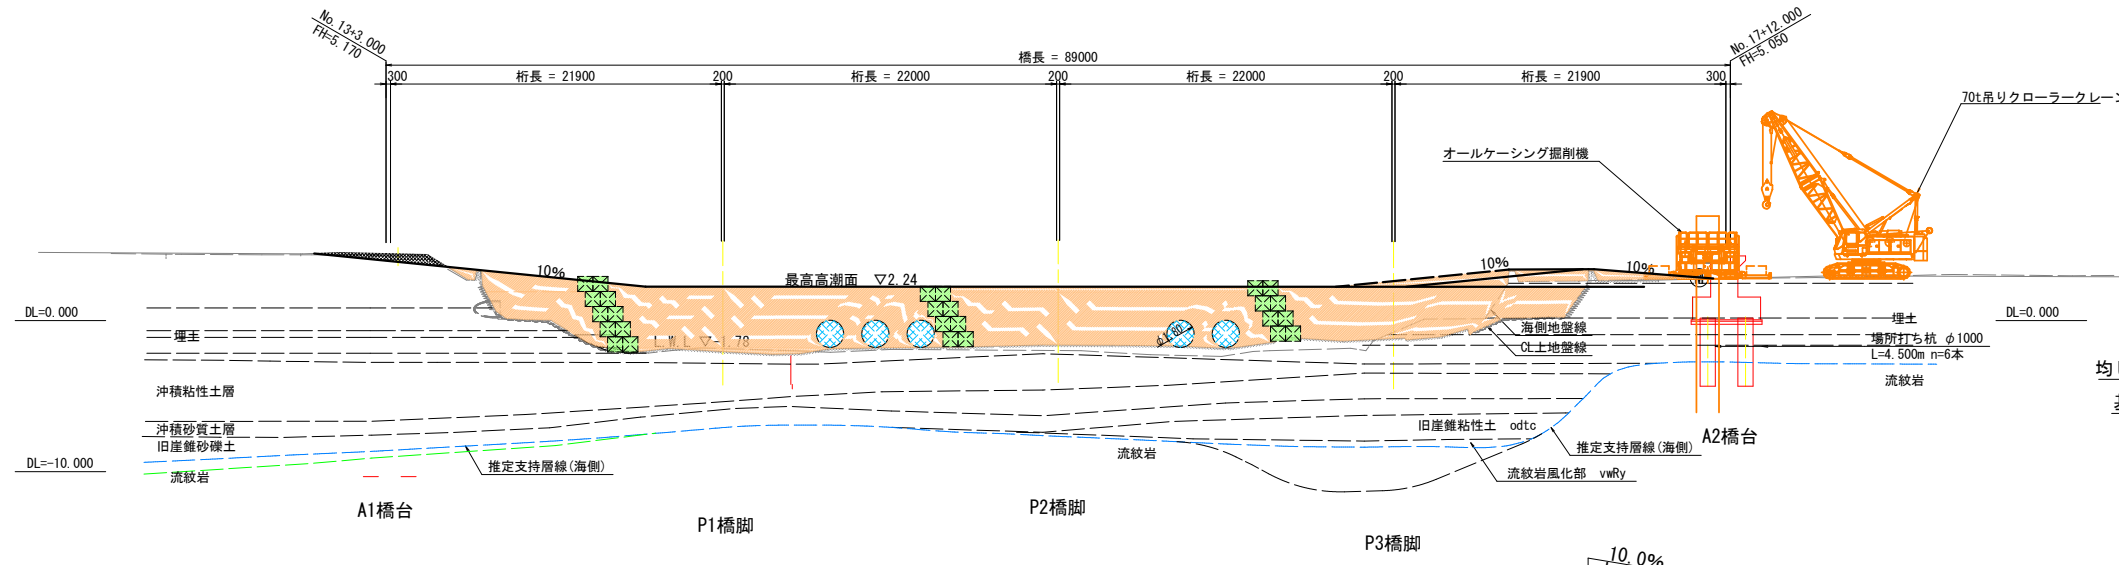 No.13+3.000
FH=5.170
No.17+12.000
FH=5.050
橋長 = 89000
300
桁長 = 21900
200
桁長 = 22000
200
桁長 = 22000
200
桁長 = 21900
300
70t吊りクローラークレーン
オールケーシング掘削機
10%
最高高潮面 ▽2.24
10%
10%
DL=0.000
埋土
L.W.L ▽-1.78
φ1.80
海側地盤線
CL上地盤線
埋土
DL=0.000
場所打ち杭 φ1000
L=4.500m n=6本
流紋岩
沖積粘性土層
沖積砂質土層
旧崖錐砂礫土
DL=-10.000
流紋岩
推定支持層線(海側)
流紋岩
旧崖錐粘性土 odtc
推定支持層線(海側)
流紋岩風化部 vwRy
A2橋台
A1橋台
P1橋脚
P2橋脚
P3橋脚
10.0%
均